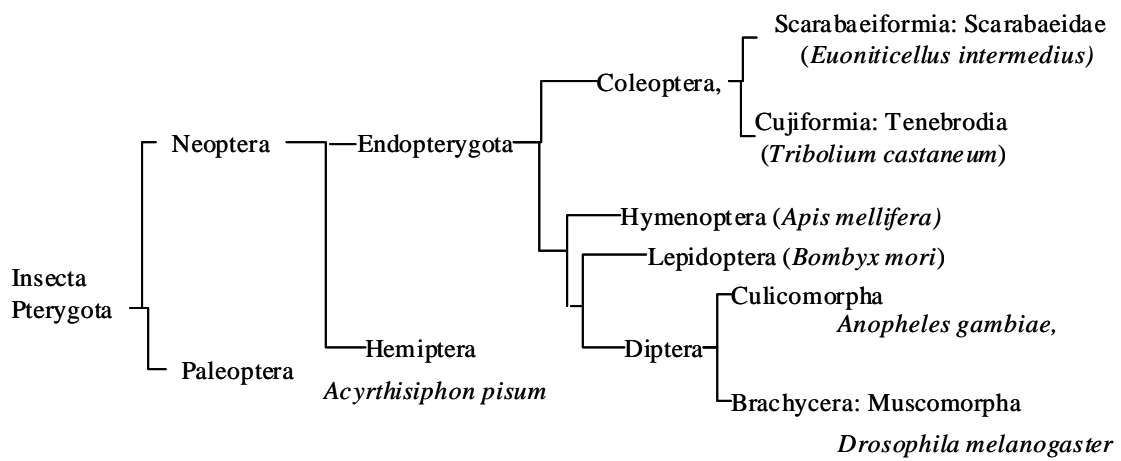 Scarabaeiformia: Scarabaeidae
(Euoniticellus intermedius)
Coleoptera,
Cujiformia: Tenebrodia
(Tribolium castaneum)
Neoptera
Endopterygota
Hymenoptera (Apis mellifera)
Lepidoptera (Bombyx mori)
Insecta
Pterygota
Culicomorpha
Anopheles gambiae,
Hemiptera
Diptera
Paleoptera
Acyrthisiphon pisum
Brachycera: Muscomorpha
Drosophila melanogaster